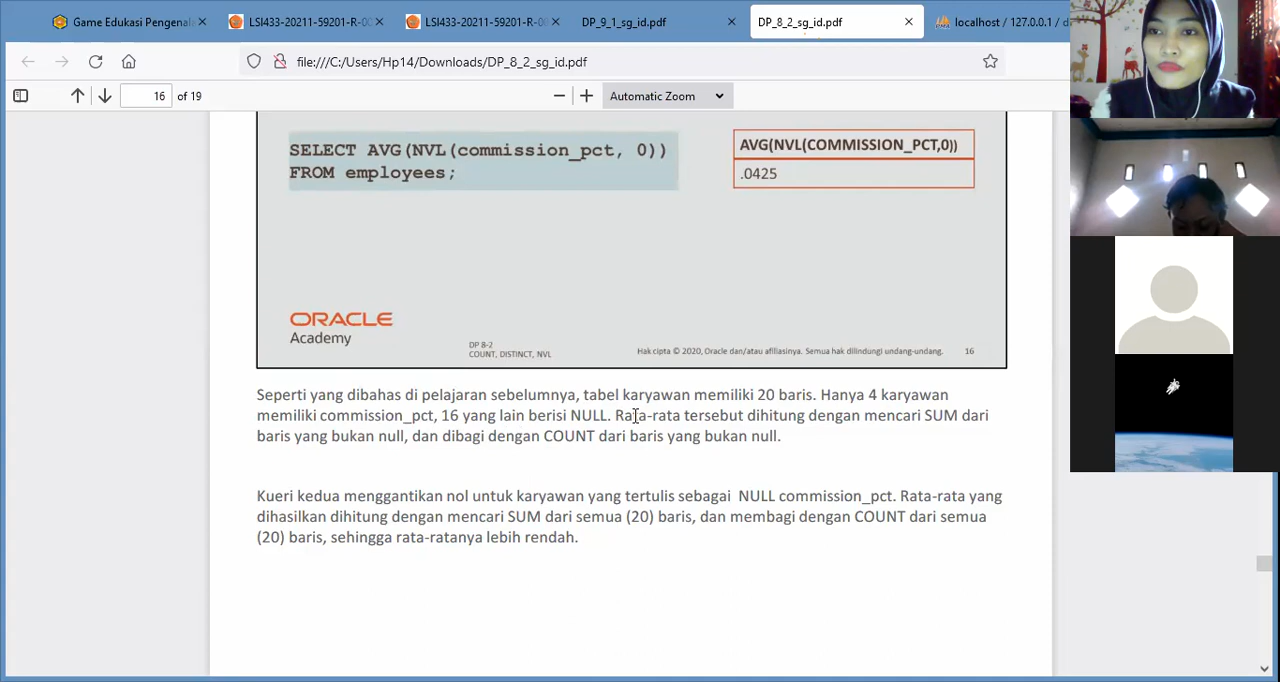 Game Edukasi Pengenala
LSI433-20211-59201-R-00
LSI433-20211-59201-R-00
DP_9_1_sg_id.pdf
DP_8_2_sg_id.pdf
localhost / 127.0.0.1 / d
file:///C:/Users/Hp14/Downloads/DP_8_2_sg_id.pdf
16 of 19
Automatic Zoom
SELECT AVG(NVL(commission_pct, 0))
FROM employees;
AVG(NVL(COMMISSION_PCT,0))
.0425
ORACLE
Academy
DP 8-2
COUNT, DISTINCT, NVL
Hak cipta © 2020, Oracle dan/atau afiliasinya. Semua hak dilindungi undang-undang.
16
Seperti yang dibahas di pelajaran sebelumnya, tabel karyawan memiliki 20 baris. Hanya 4 karyawan
memiliki commission_pct, 16 yang lain berisi NULL. Rata-rata tersebut dihitung dengan mencari SUM dari
baris yang bukan null, dan dibagi dengan COUNT dari baris yang bukan null.
Kueri kedua menggantikan nol untuk karyawan yang tertulis sebagai NULL commission_pct. Rata-rata yang
dihasilkan dihitung dengan mencari SUM dari semua (20) baris, dan membagi dengan COUNT dari semua
(20) baris, sehingga rata-ratanya lebih rendah.